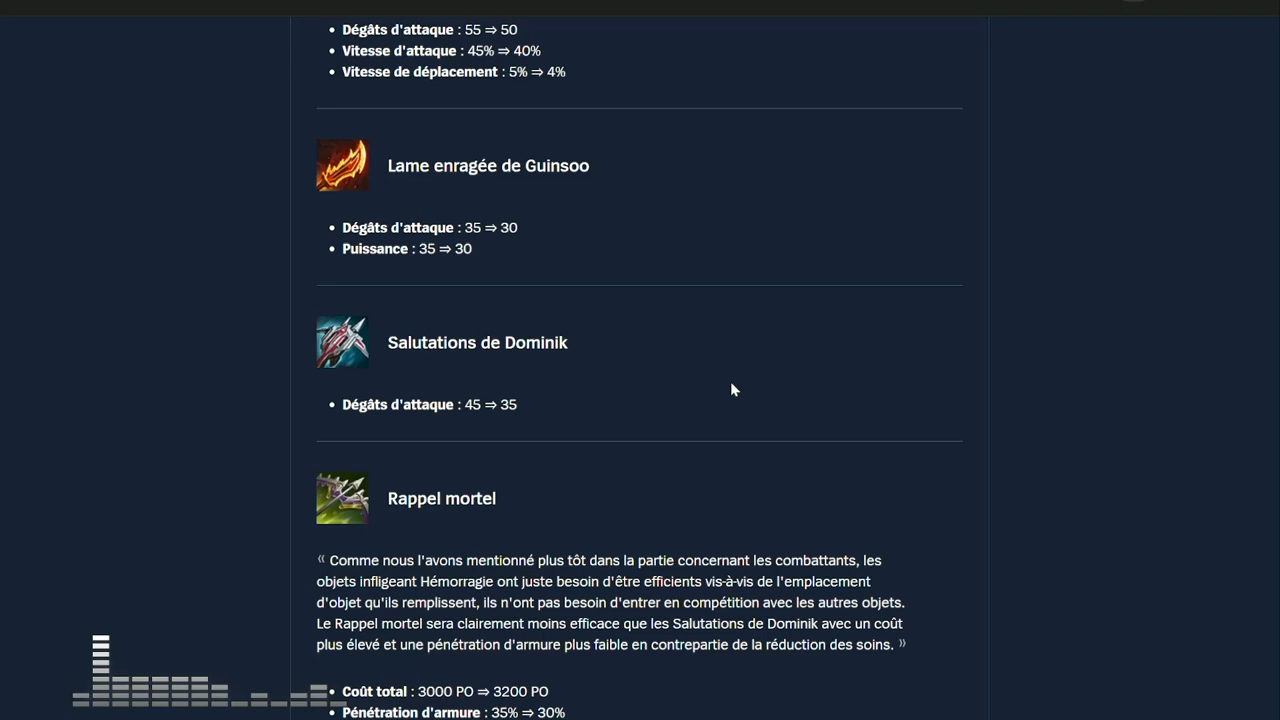 • Dégâts d'attaque : 55 ⇒ 50
• Vitesse d'attaque : 45% ⇒ 40%
• Vitesse de déplacement : 5% ⇒ 4%
Lame enragée de Guinsoo
• Dégâts d'attaque : 35 ⇒ 30
• Puissance : 35 ⇒ 30
Salutations de Dominik
• Dégâts d'attaque : 45 ⇒ 35
Rappel mortel
« Comme nous l'avons mentionné plus tôt dans la partie concernant les combattants, les
objets infligeant Hémorragie ont juste besoin d'être efficients vis-à-vis de l'emplacement
d'objet qu'ils remplissent, ils n'ont pas besoin d'entrer en compétition avec les autres objets.
Le Rappel mortel sera clairement moins efficace que les Salutations de Dominik avec un coût
plus élevé et une pénétration d'armure plus faible en contrepartie de la réduction des soins. »
• Coût total : 3000 PO ⇒ 3200 PO
• Pénétration d'armure : 35% ⇒ 30%